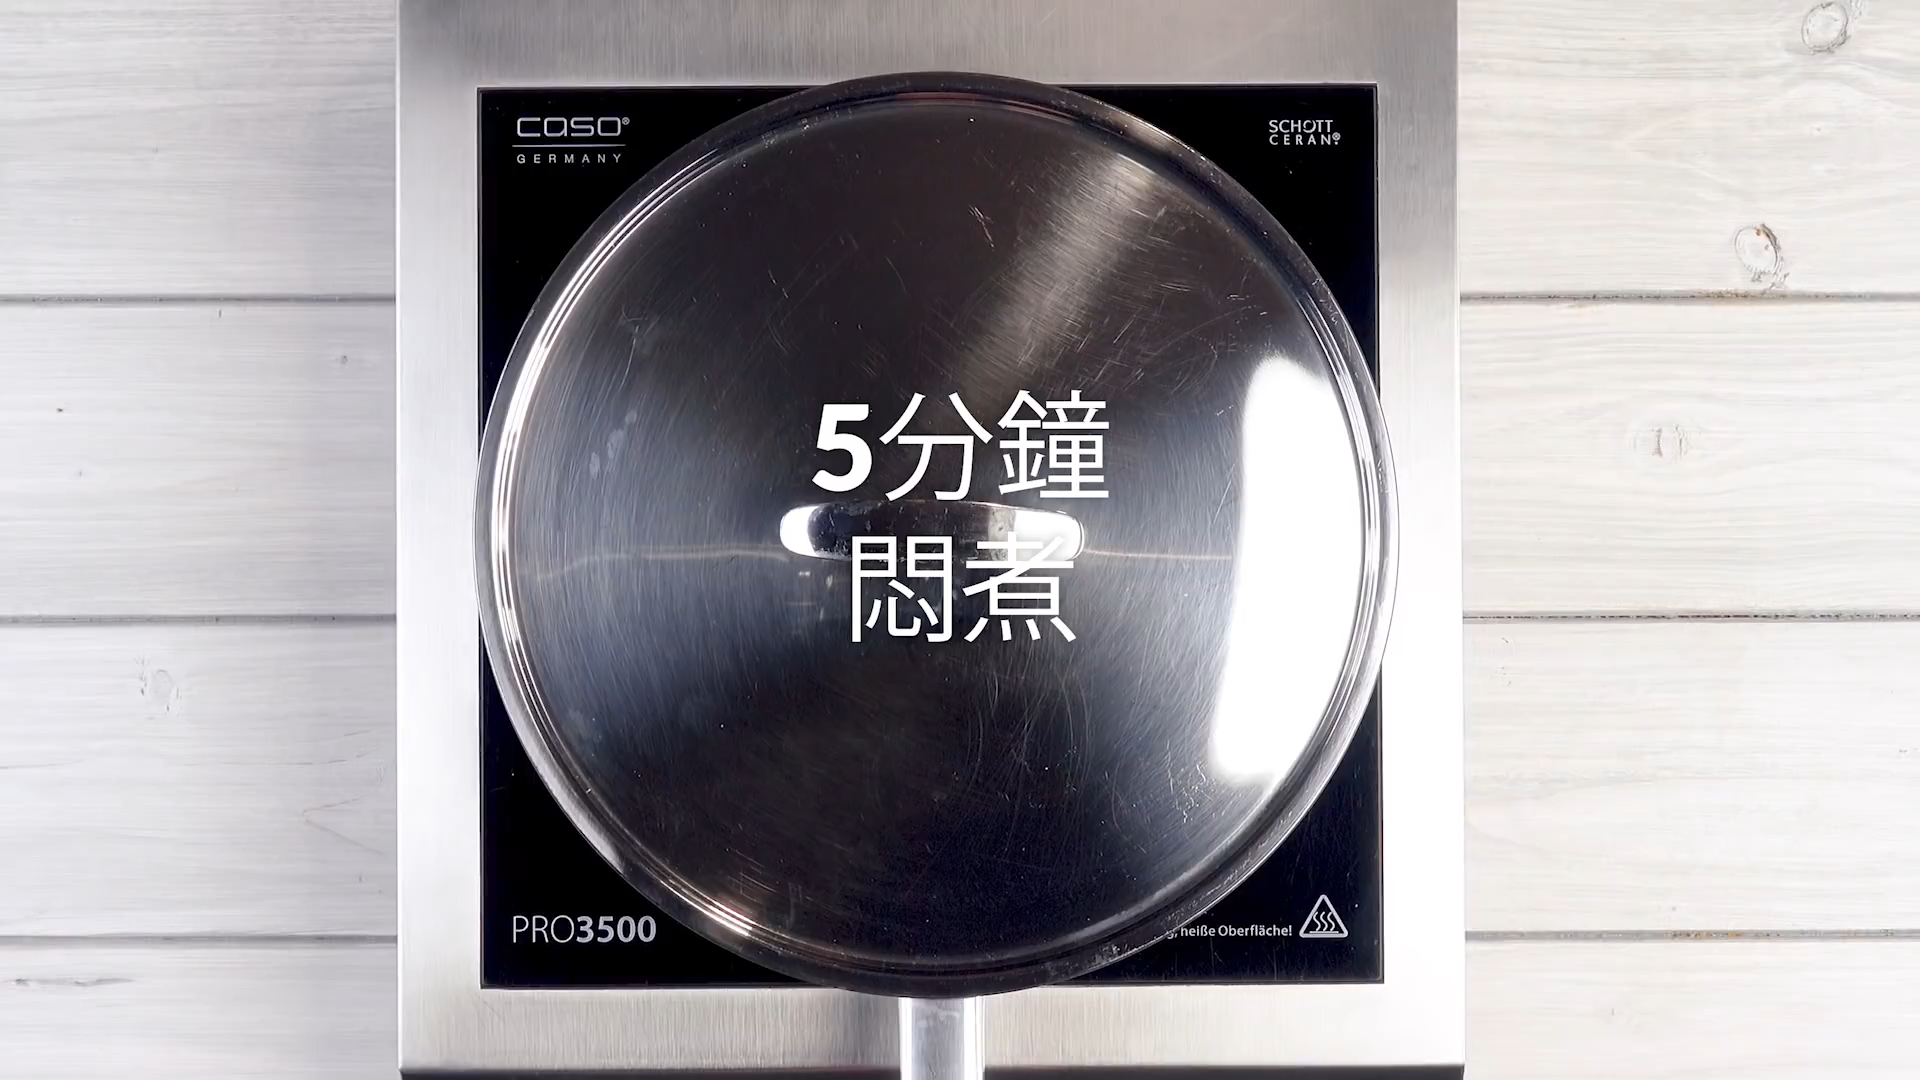 caso®
GERMANY
SCHOTT
CERAN®
5分鐘
悶煮
PRO3500
heiße Oberfläche!